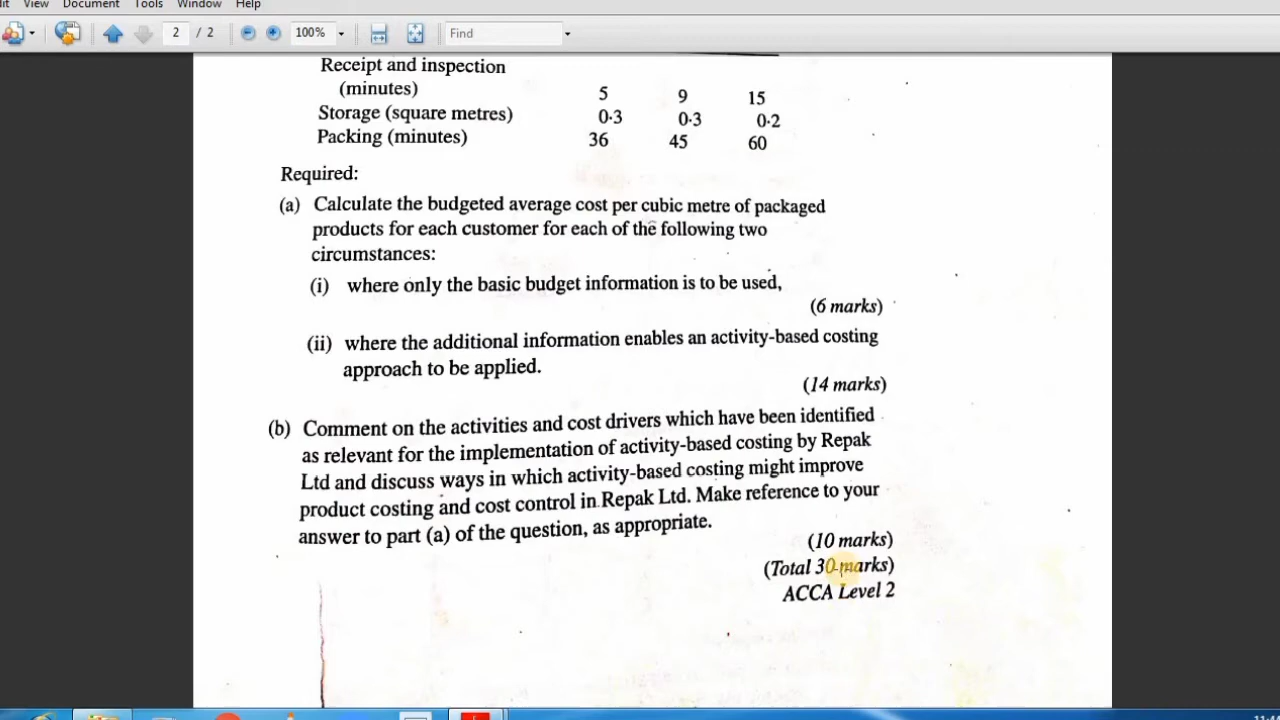 Edit View Document Tools Window Help
2 / 2 100% Find
Receipt and inspection
(minutes) 5 9 15
Storage (square metres) 0·3 0·3 0·2
Packing (minutes) 36 45 60
Required:
(a) Calculate the budgeted average cost per cubic metre of packaged
products for each customer for each of the following two
circumstances:
(i) where only the basic budget information is to be used,
(6 marks)
(ii) where the additional information enables an activity-based costing
approach to be applied.
(14 marks)
(b) Comment on the activities and cost drivers which have been identified
as relevant for the implementation of activity-based costing by Repak
Ltd and discuss ways in which activity-based costing might improve
product costing and cost control in Repak Ltd. Make reference to your
answer to part (a) of the question, as appropriate.
(10 marks)
(Total 30 marks)
ACCA Level 2